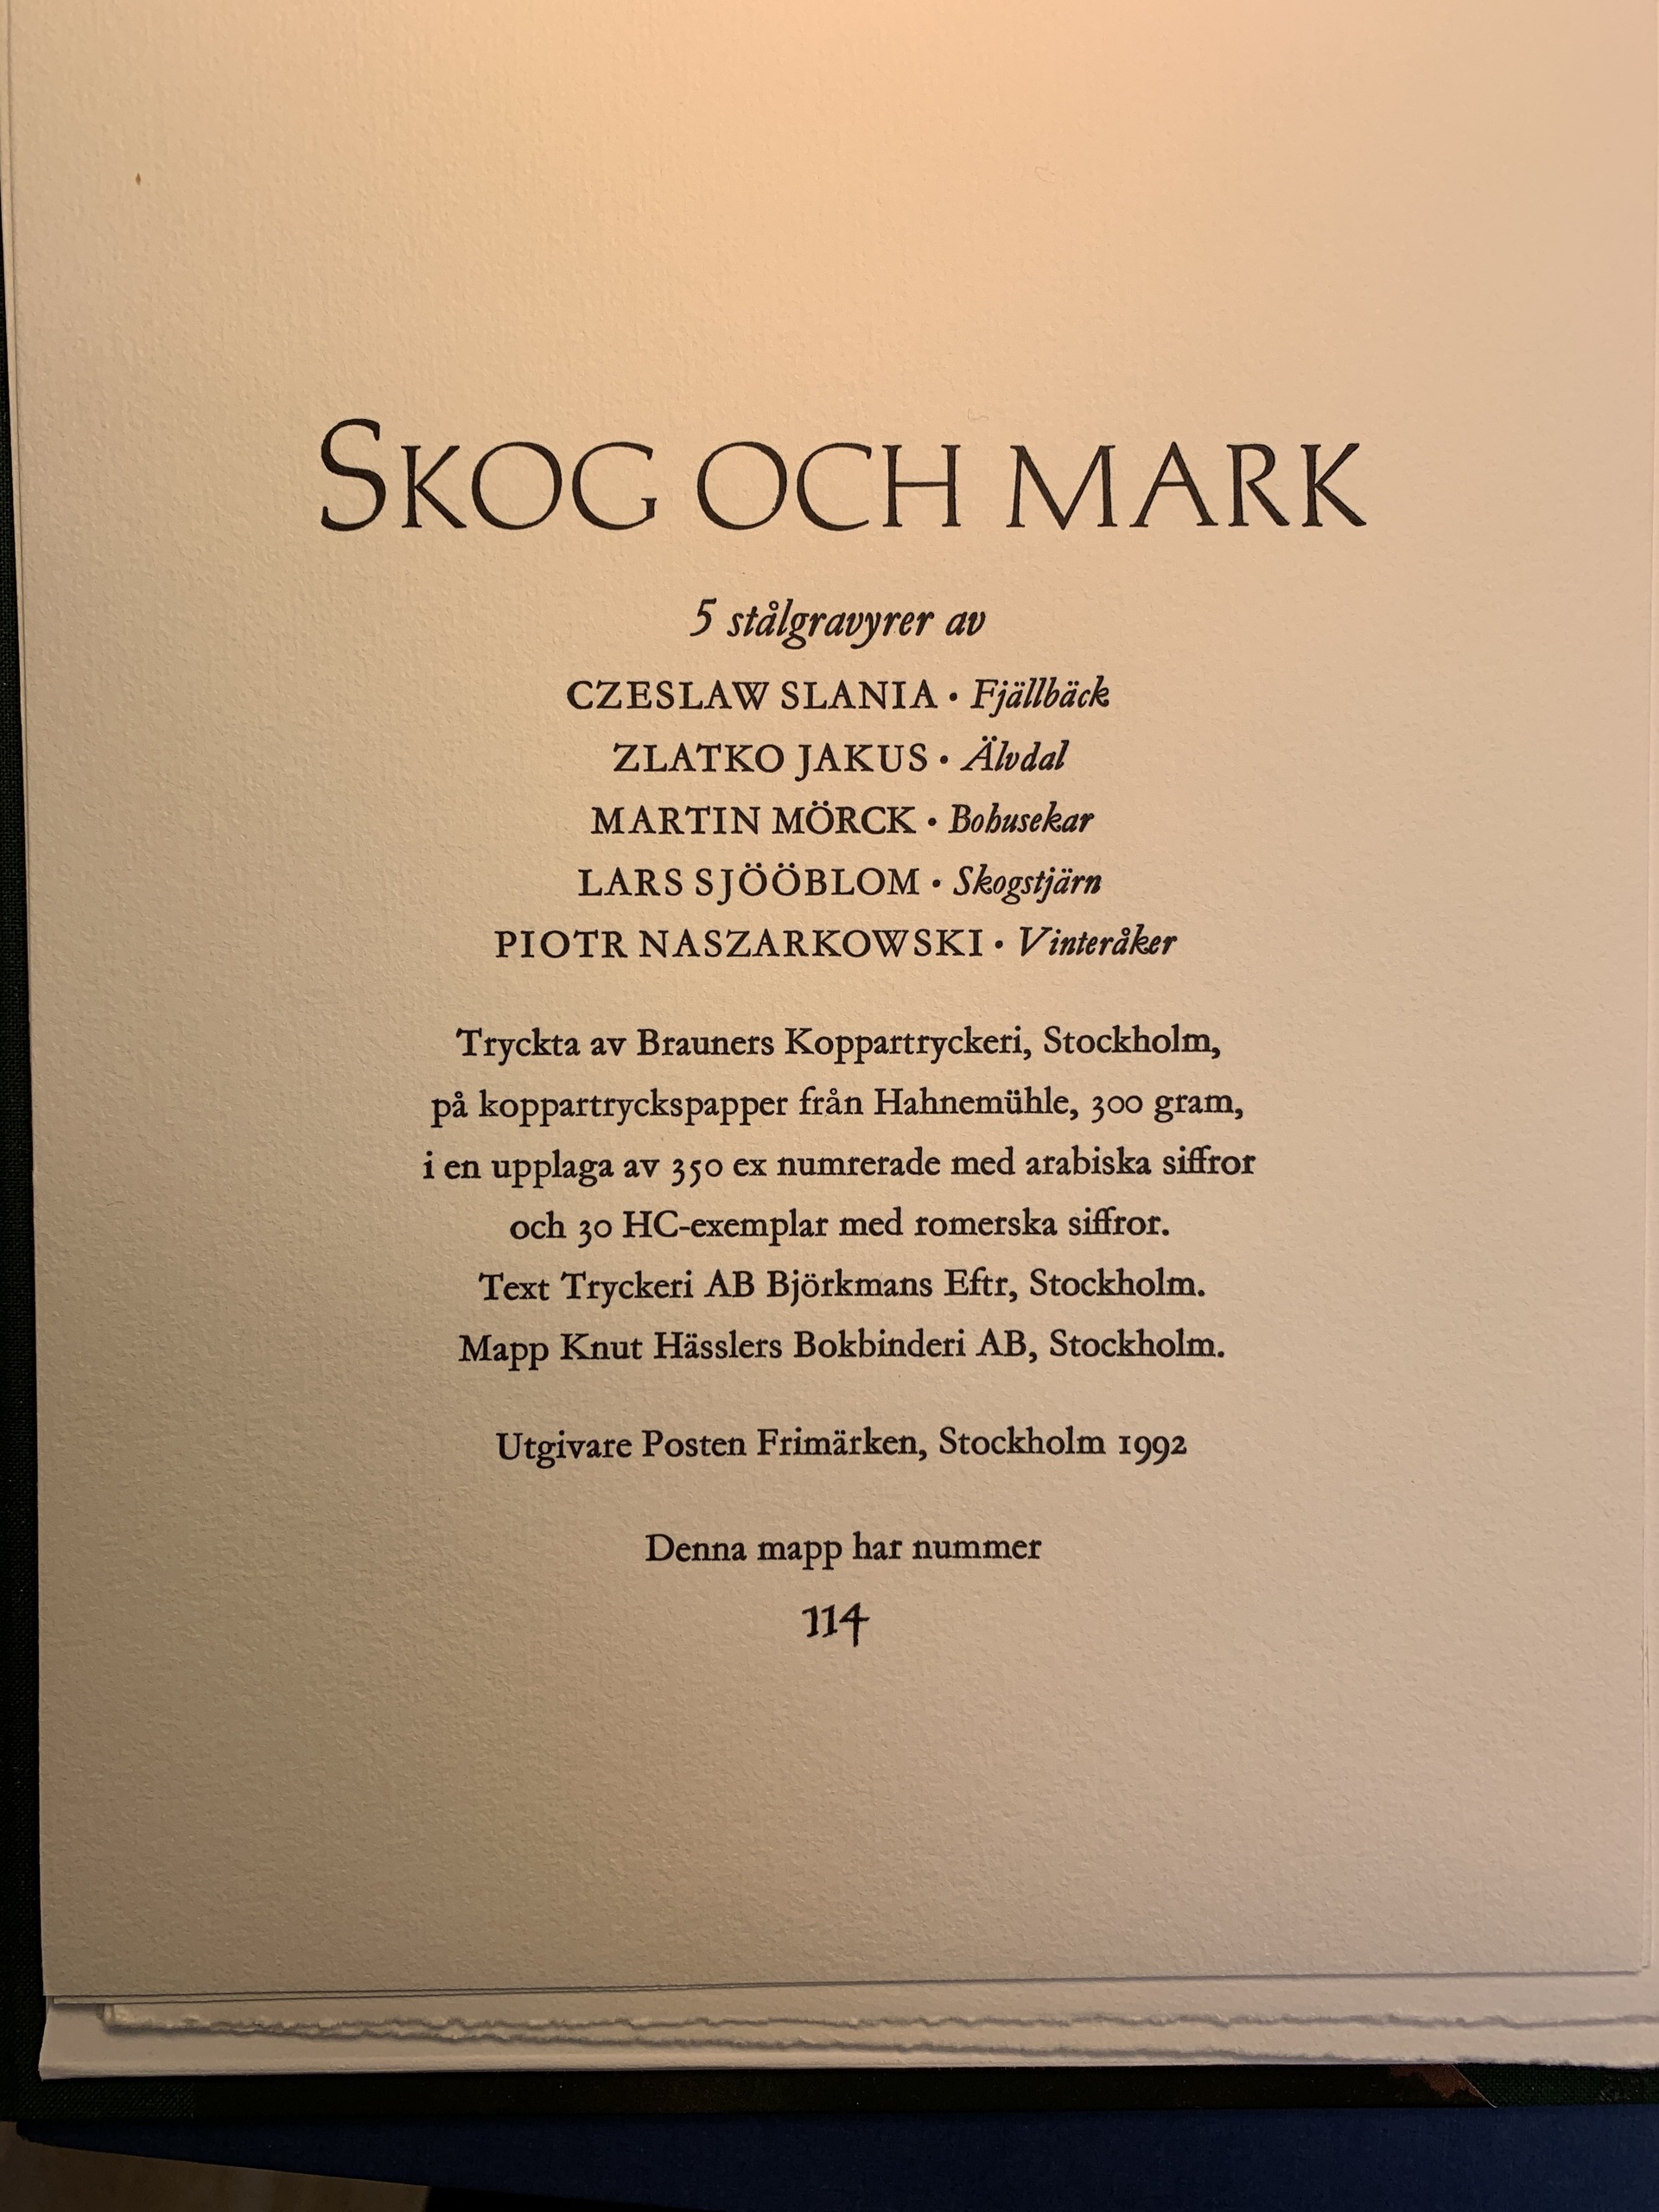 SKOG OCH MARK
5 stålgravyrer av
CZESLAW SLANIA • Fjällbäck
ZLATKO JAKUS • Älvdal
MARTIN MÖRCK • Bohusekar
LARS SJÖÖBLOM • Skogstjärn
PIOTR NASZARKOWSKI • Vinteråker
Tryckta av Brauners Koppartryckeri, Stockholm,
på koppartryckspapper från Hahnemühle, 300 gram,
i en upplaga av 350 ex numrerade med arabiska siffror
och 30 HC-exemplar med romerska siffror.
Text Tryckeri AB Björkmans Eftr, Stockholm.
Mapp Knut Hässlers Bokbinderi AB, Stockholm.
Utgivare Posten Frimärken, Stockholm 1992
Denna mapp har nummer
114